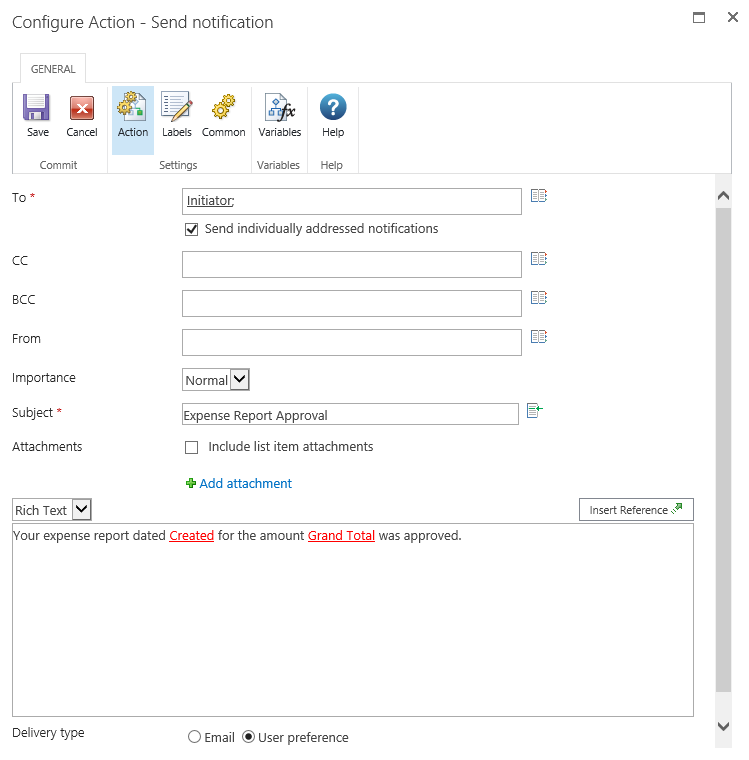 Configure Action - Send notification
GENERAL
Save Cancel Action Labels Common Variables Help
Commit Settings Variables Help
To * Initiator;
Send individually addressed notifications
CC
BCC
From
Importance Normal
Subject * Expense Report Approval
Attachments Include list item attachments
Add attachment
Rich Text Insert Reference
Your expense report dated Created for the amount Grand Total was approved.
Delivery type Email User preference